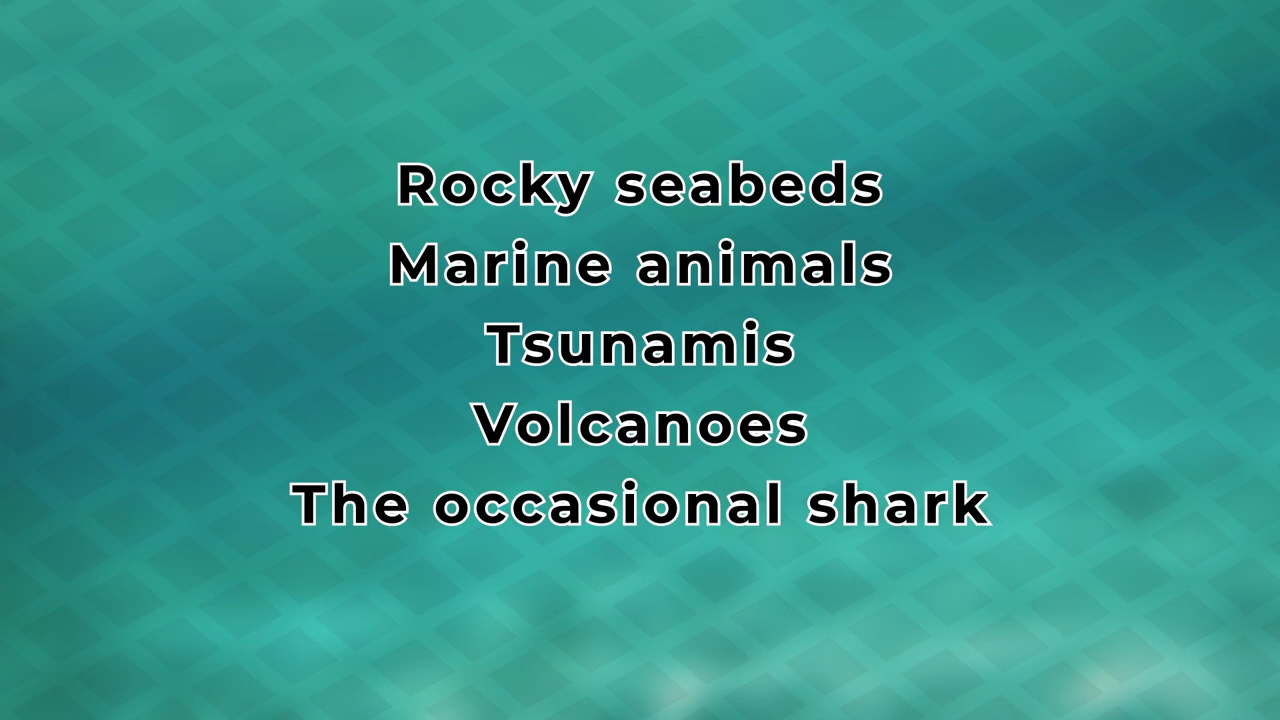 Rocky seabeds
Marine animals
Tsunamis
Volcanoes
The occasional shark